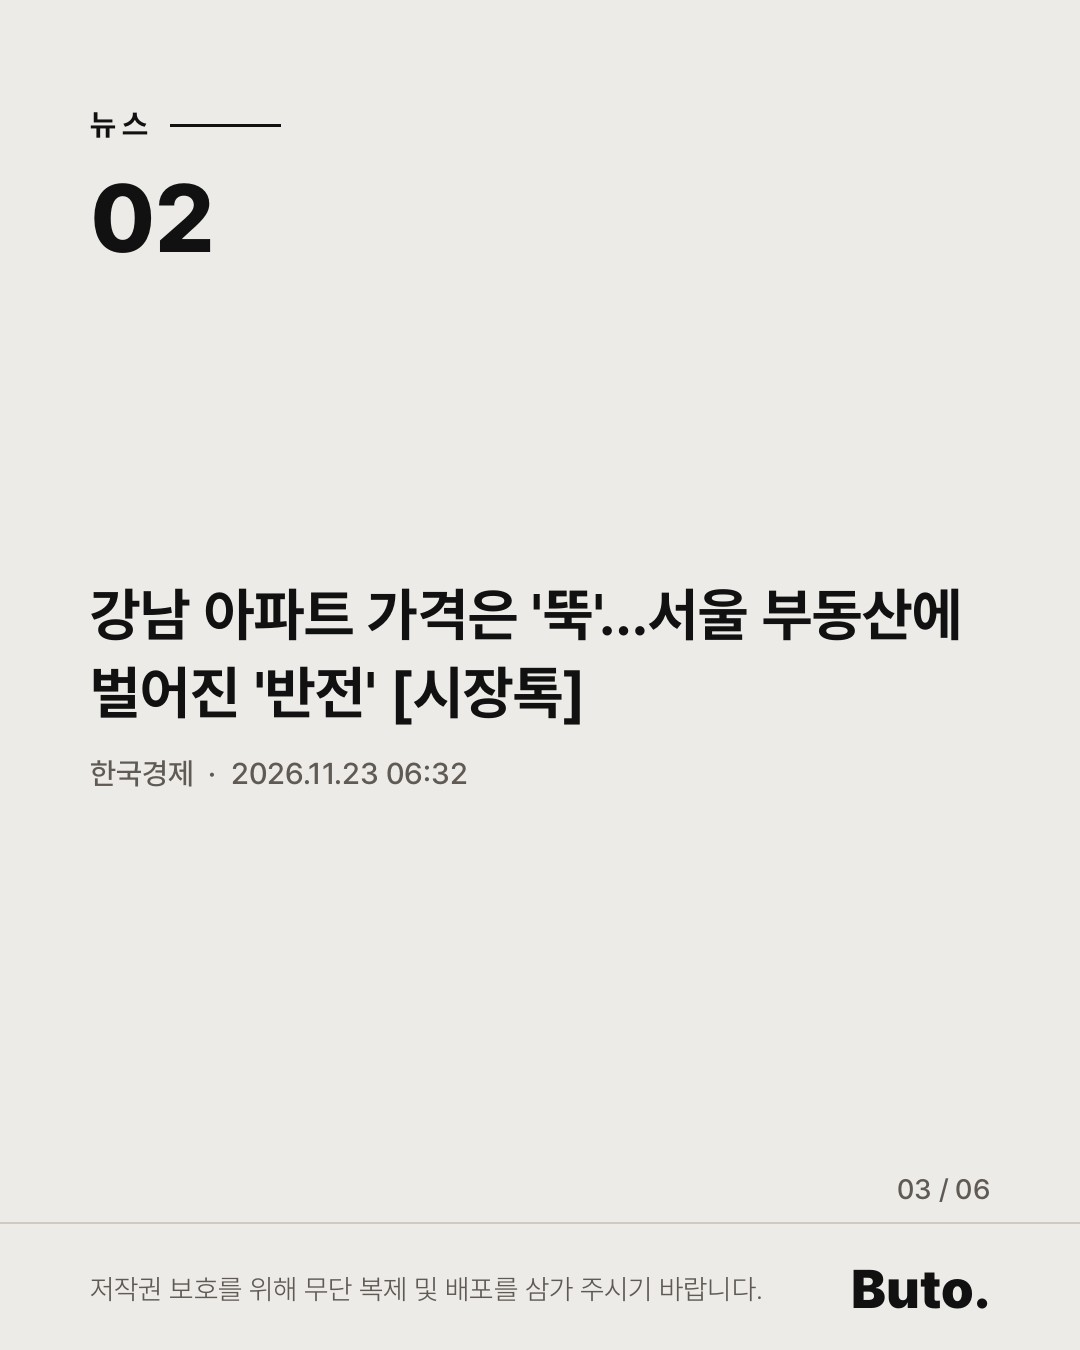 뉴스
02
강남 아파트 가격은 '뚝'...서울 부동산에
벌어진 '반전' [시장톡]
한국경제 · 2026.11.23 06:32
03 / 06
저작권 보호를 위해 무단 복제 및 배포를 삼가 주시기 바랍니다.
Buto.